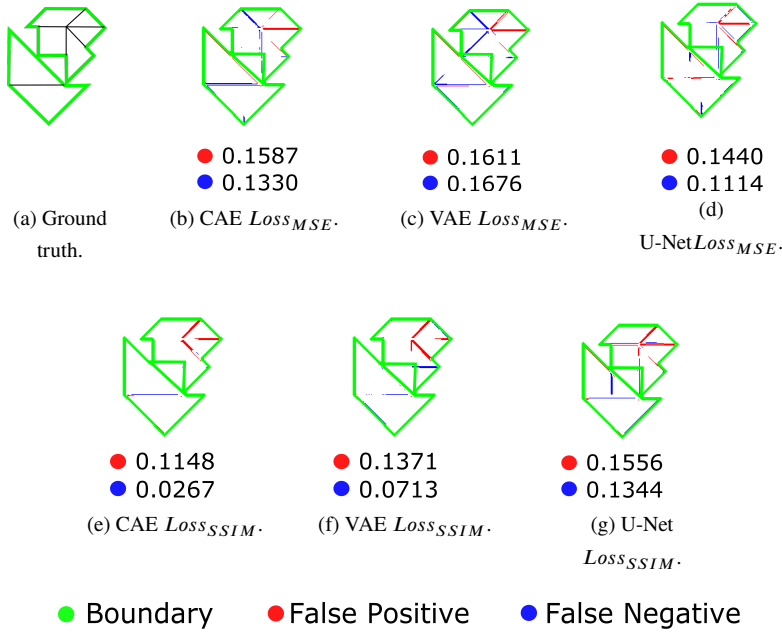 0.1587
0.1330
0.1611
0.1676
0.1440
0.1114
(a) Ground
truth.
(b) CAE Loss_MSE.
(c) VAE Loss_MSE.
(d)
U-NetLoss_MSE.
0.1148
0.0267
0.1371
0.0713
0.1556
0.1344
(e) CAE Loss_SSIM.
(f) VAE Loss_SSIM.
(g) U-Net
Loss_SSIM.
Boundary False Positive False Negative